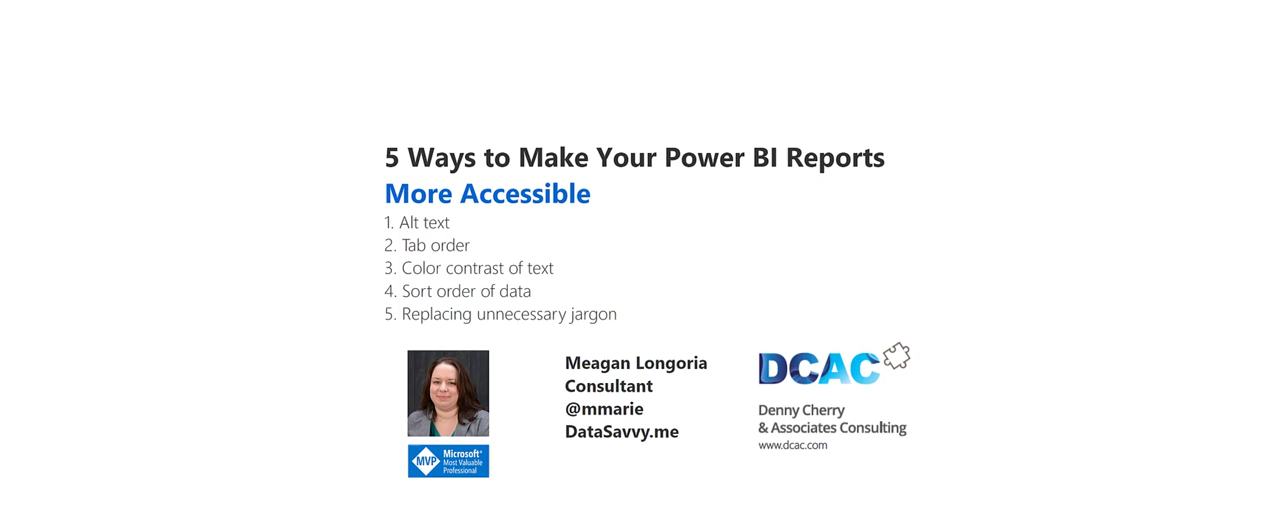 5 Ways to Make Your Power BI Reports
More Accessible
1. Alt text
2. Tab order
3. Color contrast of text
4. Sort order of data
5. Replacing unnecessary jargon
MVP
Microsoft®
Most Valuable
Professional
Meagan Longoria
Consultant
@mmarie
DataSavvy.me
DCAC
Denny Cherry
& Associates Consulting
www.dcac.com